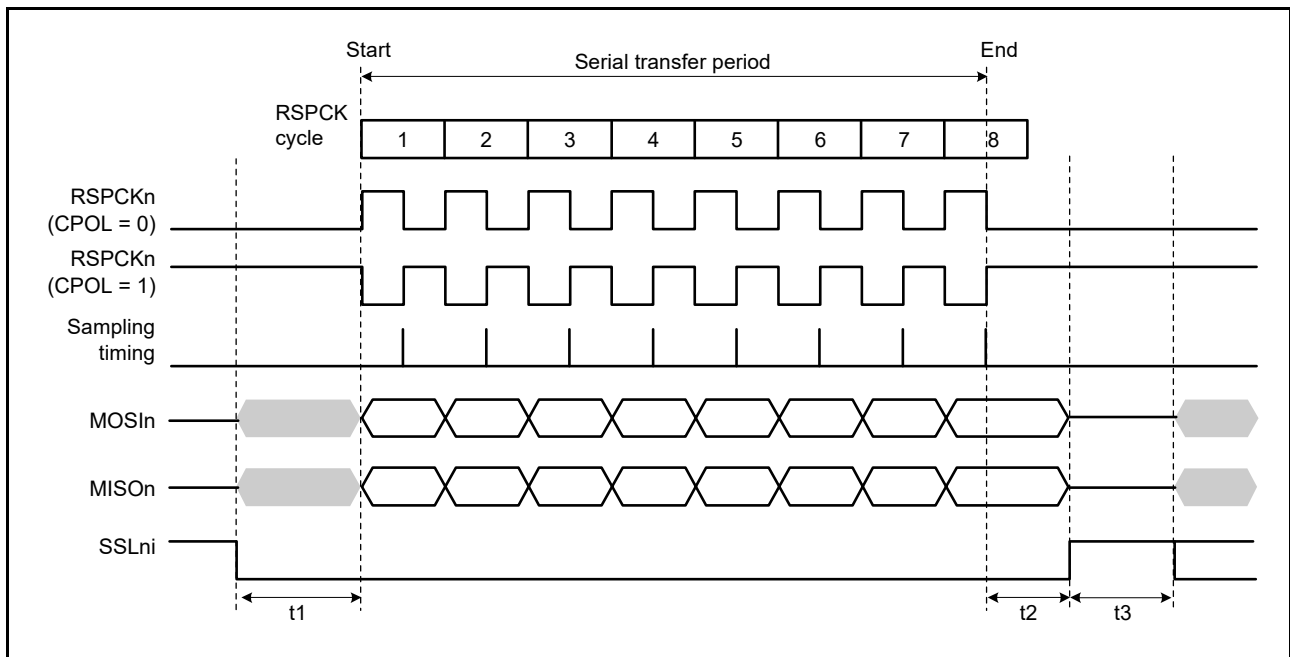 Start
End
Serial transfer period
RSPCK
cycle
1 2 3 4 5 6 7 8
RSPCKn
(CPOL = 0)
RSPCKn
(CPOL = 1)
Sampling
timing
MOSIn
MISOn
SSLni
t1
t2
t3